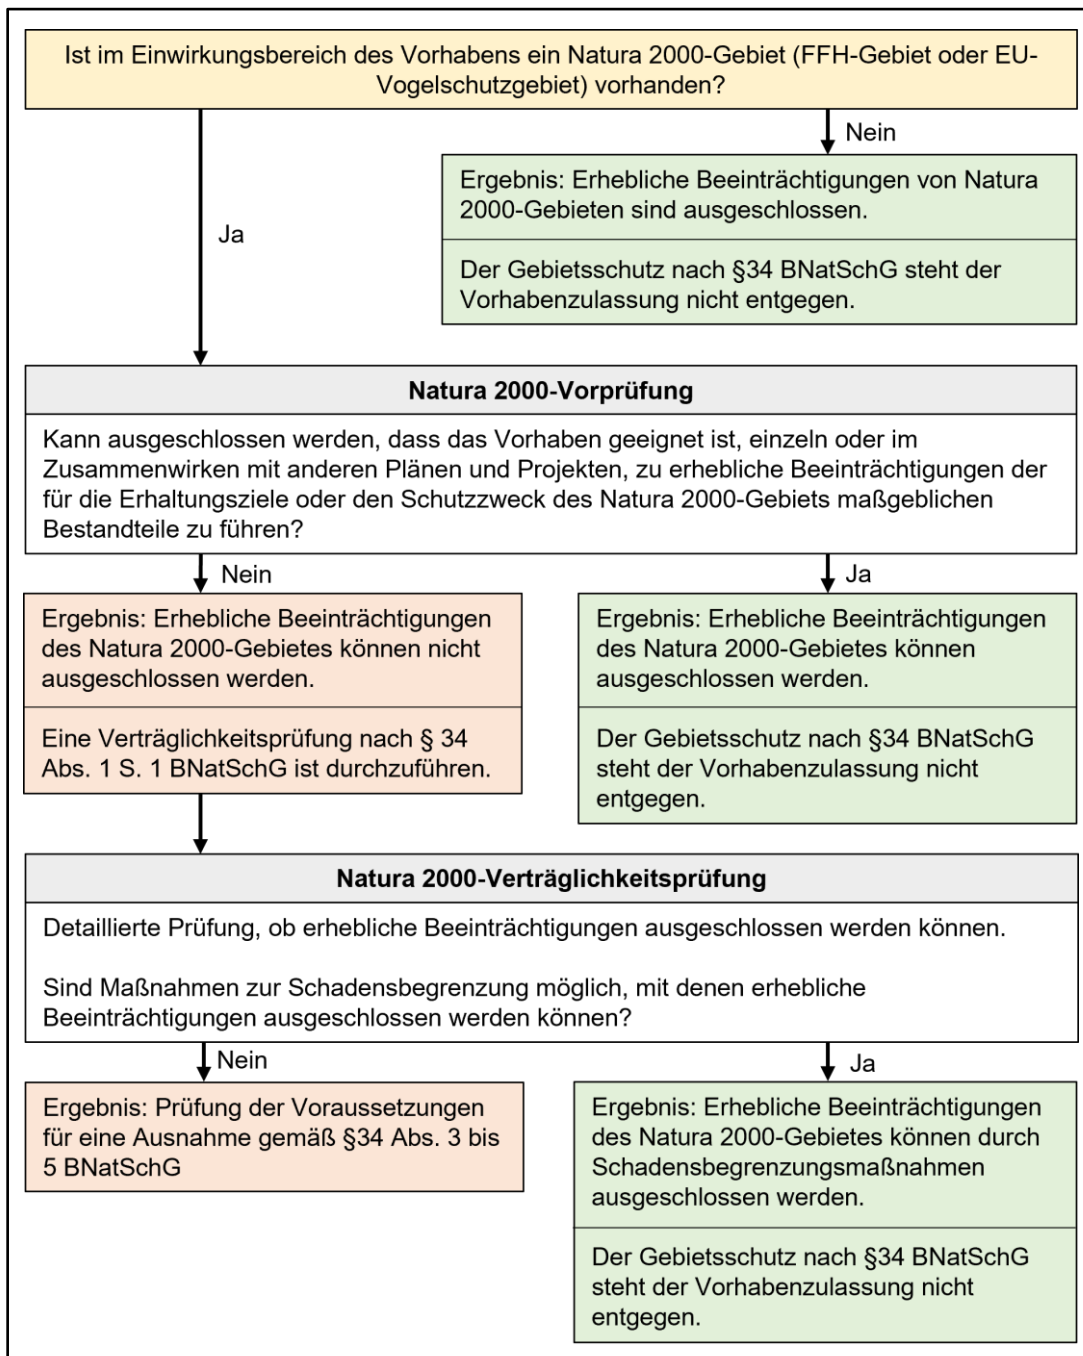 Ist im Einwirkungsbereich des Vorhabens ein Natura 2000-Gebiet (FFH-Gebiet oder EU-
Vogelschutzgebiet) vorhanden?
Nein
Ergebnis: Erhebliche Beeinträchtigungen von Natura
2000-Gebieten sind ausgeschlossen.
Ja
Der Gebietsschutz nach §34 BNatSchG steht der
Vorhabenzulassung nicht entgegen.
Natura 2000-Vorprüfung
Kann ausgeschlossen werden, dass das Vorhaben geeignet ist, einzeln oder im
Zusammenwirken mit anderen Plänen und Projekten, zu erhebliche Beeinträchtigungen der
für die Erhaltungsziele oder den Schutzzweck des Natura 2000-Gebiets maßgeblichen
Bestandteile zu führen?
Nein
Ja
Ergebnis: Erhebliche Beeinträchtigungen
des Natura 2000-Gebietes können nicht
ausgeschlossen werden.
Eine Verträglichkeitsprüfung nach § 34
Abs. 1 S. 1 BNatSchG ist durchzuführen.
Ergebnis: Erhebliche Beeinträchtigungen
des Natura 2000-Gebietes können
ausgeschlossen werden.
Der Gebietsschutz nach §34 BNatSchG
steht der Vorhabenzulassung nicht
entgegen.
Natura 2000-Verträglichkeitsprüfung
Detaillierte Prüfung, ob erhebliche Beeinträchtigungen ausgeschlossen werden können.
Sind Maßnahmen zur Schadensbegrenzung möglich, mit denen erhebliche
Beeinträchtigungen ausgeschlossen werden können?
Nein
Ja
Ergebnis: Prüfung der Voraussetzungen
für eine Ausnahme gemäß §34 Abs. 3 bis
5 BNatSchG
Ergebnis: Erhebliche Beeinträchtigungen
des Natura 2000-Gebietes können durch
Schadensbegrenzungsmaßnahmen
ausgeschlossen werden.
Der Gebietsschutz nach §34 BNatSchG
steht der Vorhabenzulassung nicht
entgegen.